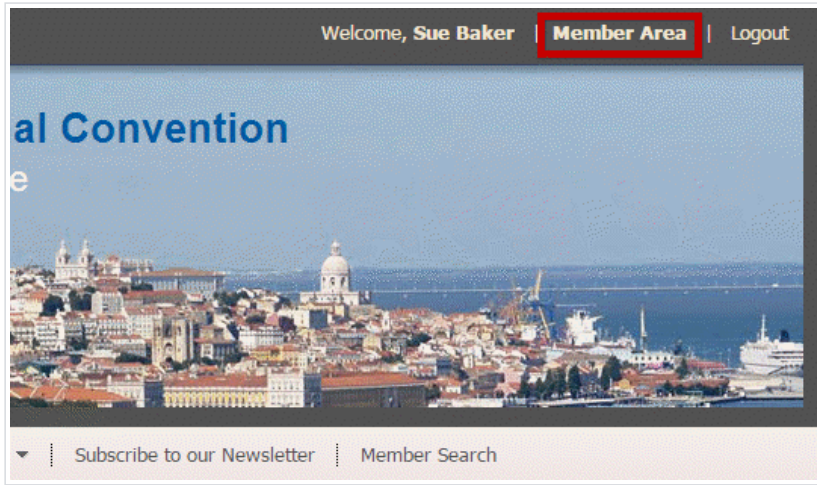 Welcome, Sue Baker | Member Area | Logout
al Convention
e
Subscribe to our Newsletter Member Search